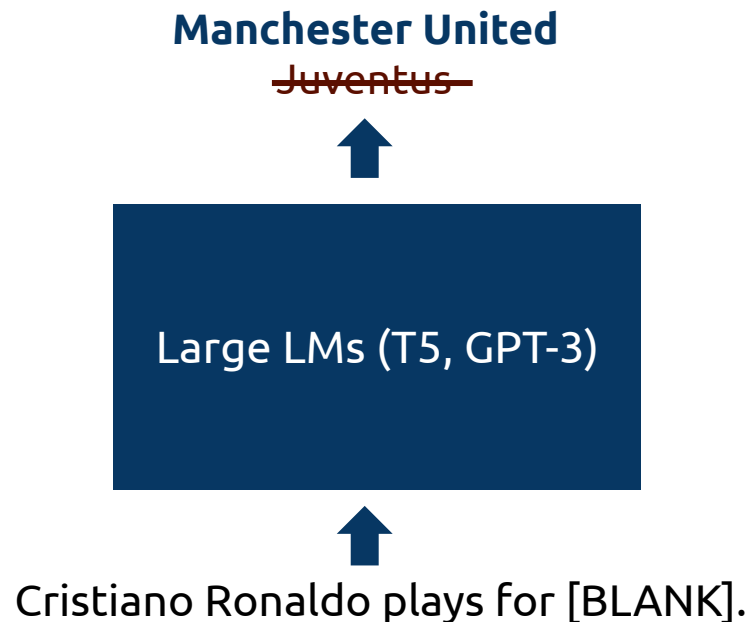 Manchester United
Juventus
Large LMs (T5, GPT-3)
Cristiano Ronaldo plays for [BLANK].